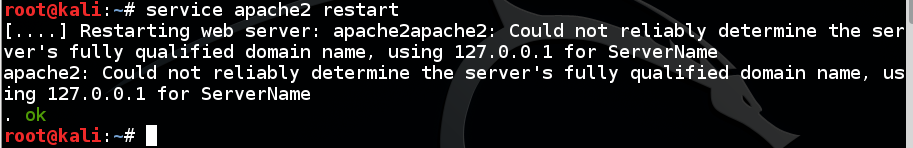 root@kali:~# service apache2 restart
[....] Restarting web server: apache2apache2: Could not reliably determine the ser
ver's fully qualified domain name, using 127.0.0.1 for ServerName
apache2: Could not reliably determine the server's fully qualified domain name, us
ing 127.0.0.1 for ServerName
. ok
root@kali:~#